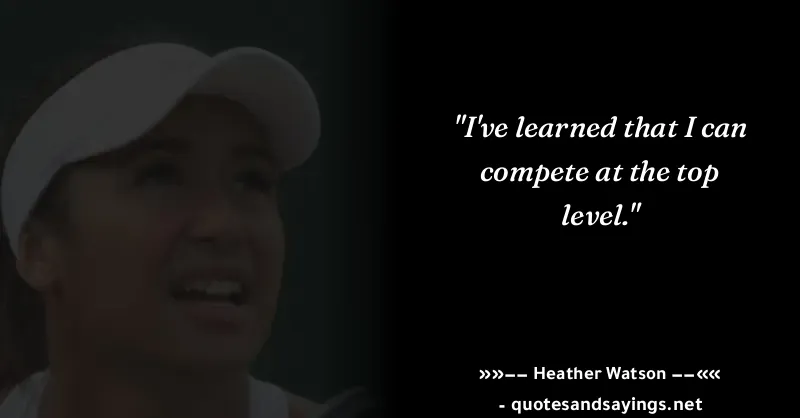 "I've learned that I can
compete at the top
level."
»»−− Heather Watson −−««
- quotesandsayings.net